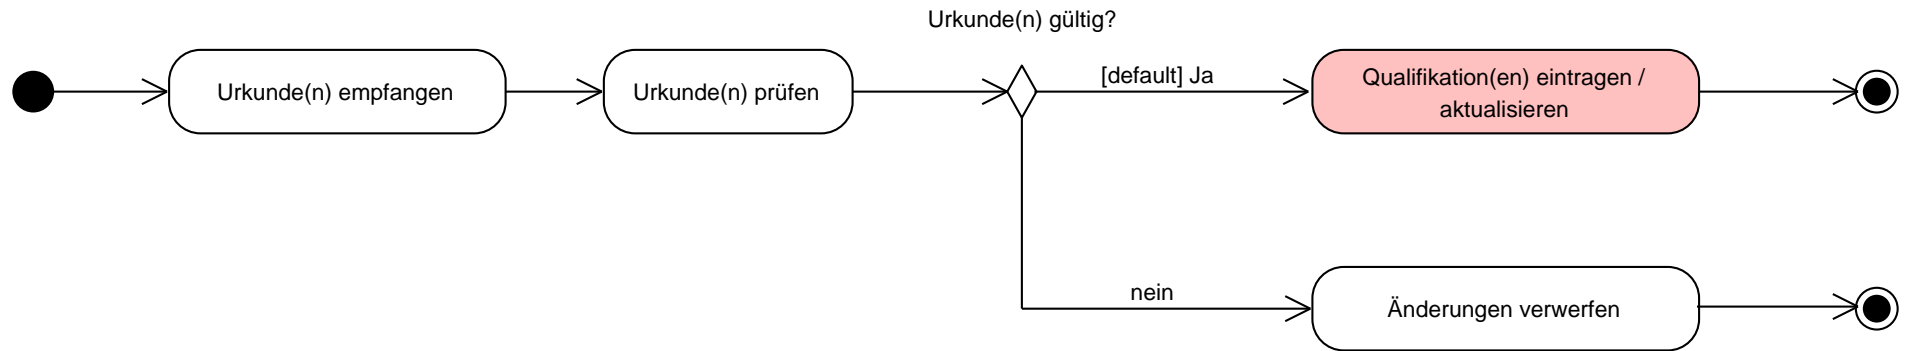 Urkunde(n) gültig?
Urkunde(n) empfangen
Urkunde(n) prüfen
[default] Ja
Qualifikation(en) eintragen /
aktualisieren
nein
Änderungen verwerfen